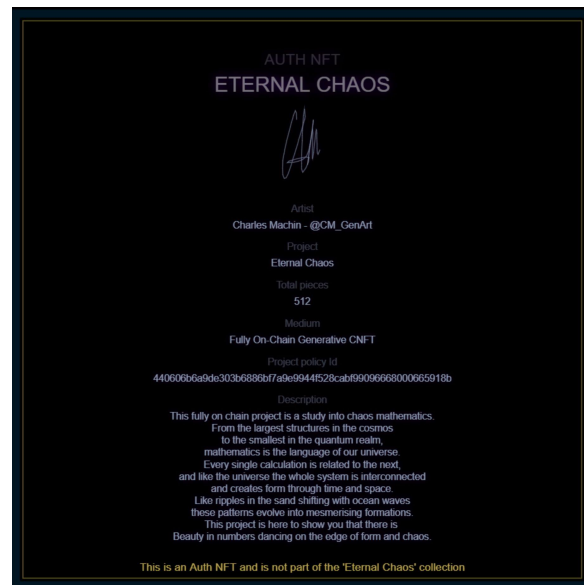 AUTH NFT
ETERNAL CHAOS
Artist
Charles Machin - @CM_GenArt
Project
Eternal Chaos
Total pieces
512
Medium
Fully On-Chain Generative CNFT
Project policy Id
440606b6a9de303b6886bf7a9e9944f528cabf99096668000665918b
Description
This fully on chain project is a study into chaos mathematics.
From the largest structures in the cosmos
to the smallest in the quantum realm,
mathematics is the language of our universe.
Every single calculation is related to the next,
and like the universe the whole system is interconnected
and creates form through time and space.
Like ripples in the sand shifting with ocean waves
these patterns evolve into mesmerising formations.
This project is here to show you that there is
Beauty in numbers dancing on the edge of form and chaos.
This is an Auth NFT and is not part of the 'Eternal Chaos' collection